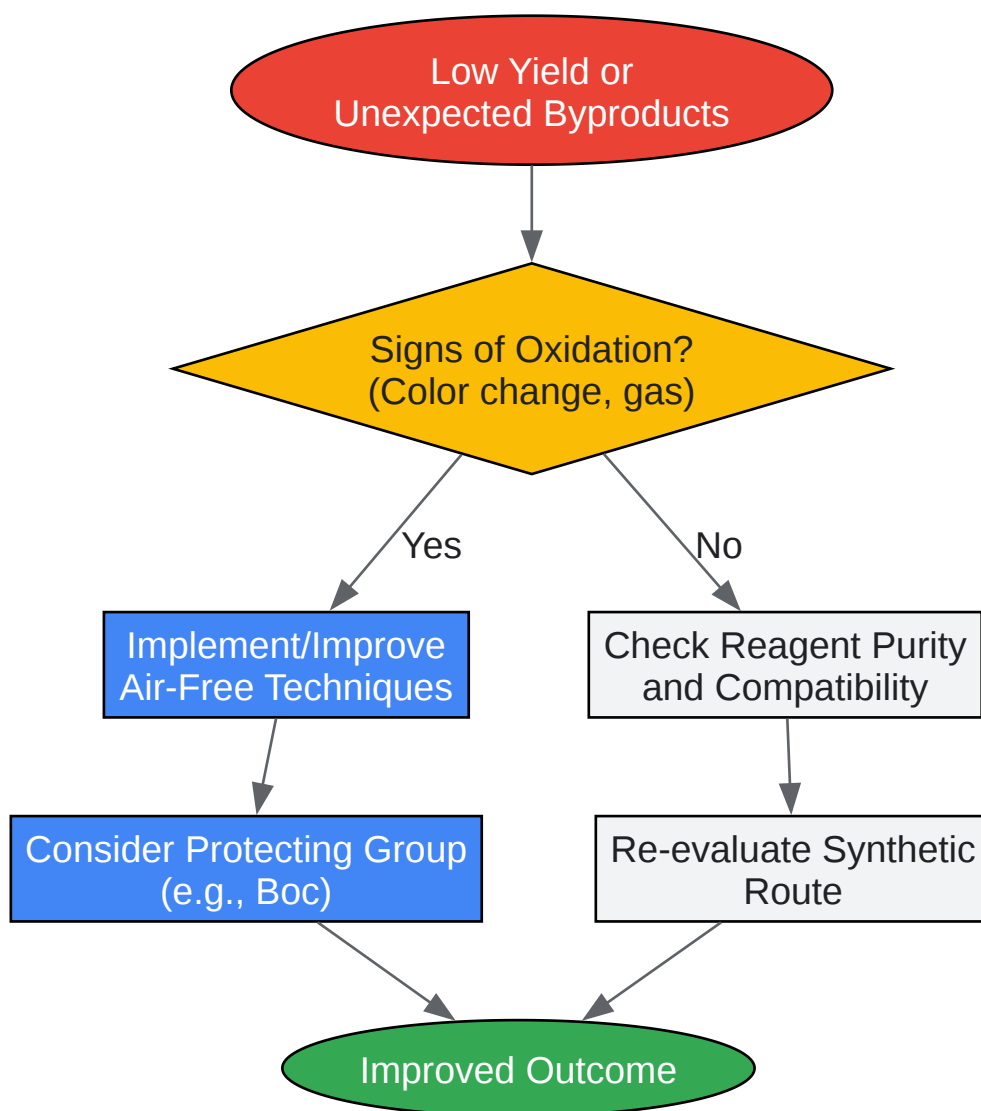 Low Yield or
Unexpected Byproducts
Signs of Oxidation?
(Color change, gas)
Yes
No
Implement/Improve
Air-Free Techniques
Check Reagent Purity
and Compatibility
Consider Protecting Group
(e.g., Boc)
Re-evaluate Synthetic
Route
Improved Outcome